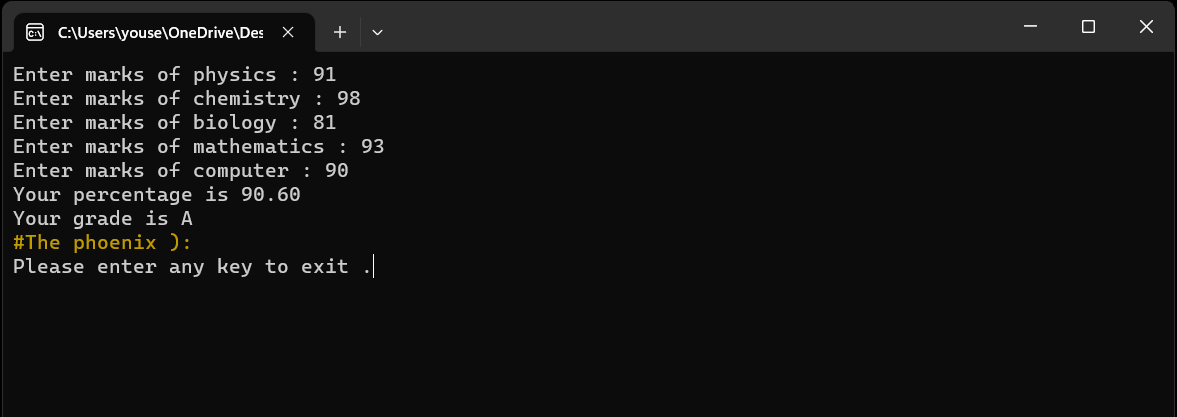 C:\Users\youse\OneDrive\Des
Enter marks of physics : 91
Enter marks of chemistry : 98
Enter marks of biology : 81
Enter marks of mathematics : 93
Enter marks of computer : 90
Your percentage is 90.60
Your grade is A
#The phoenix ):
Please enter any key to exit .